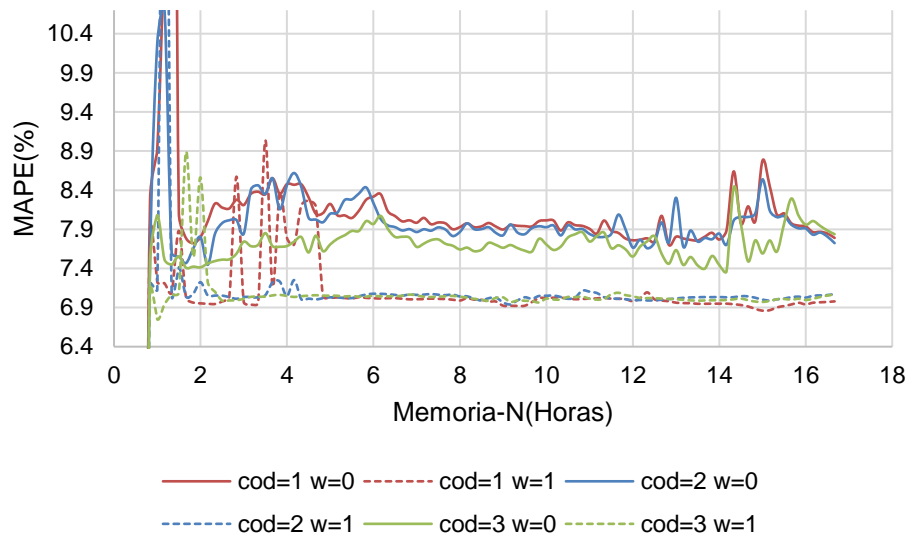 10.4
9.9
9.4
8.9
8.4
7.9
7.4
6.9
6.4
MAPE(%)
0 2 4 6 8 10 12 14 16 18
Memoria-N(Horas)
cod=1 w=0 cod=1 w=1 cod=2 w=0
cod=2 w=1 cod=3 w=0 cod=3 w=1